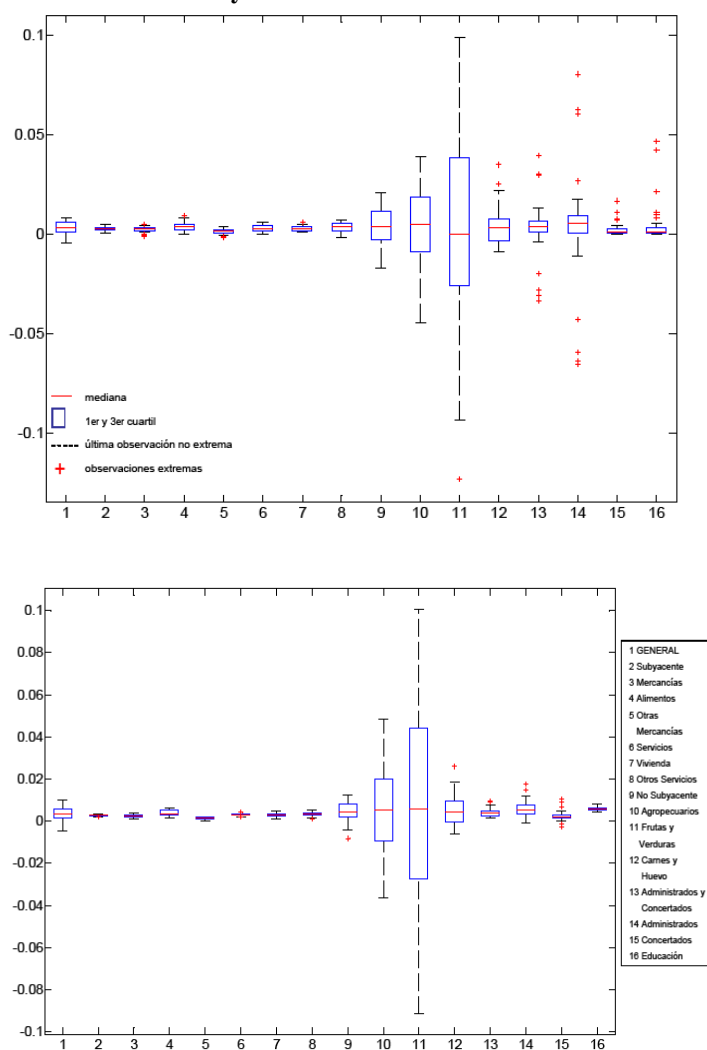 0.1
0.05
0
-0.05
-0.1
mediana
1er y 3er cuartil
última observación no extrema
observaciones extremas
1 2 3 4 5 6 7 8 9 10 11 12 13 14 15 16
0.1
0.08
0.06
0.04
0.02
0
-0.02
-0.04
-0.06
-0.08
-0.1
1 2 3 4 5 6 7 8 9 10 11 12 13 14 15 16
1 GENERAL
2 Subyacente
3 Mercancías
4 Alimentos
5 Otras
Mercancías
6 Servicios
7 Vivienda
8 Otros Servicios
9 No Subyacente
10 Agropecuarios
11 Frutas y
Verduras
12 Carnes y
Huevo
13 Administrados y
Concertados
14 Administrados
15 Concertados
16 Educación